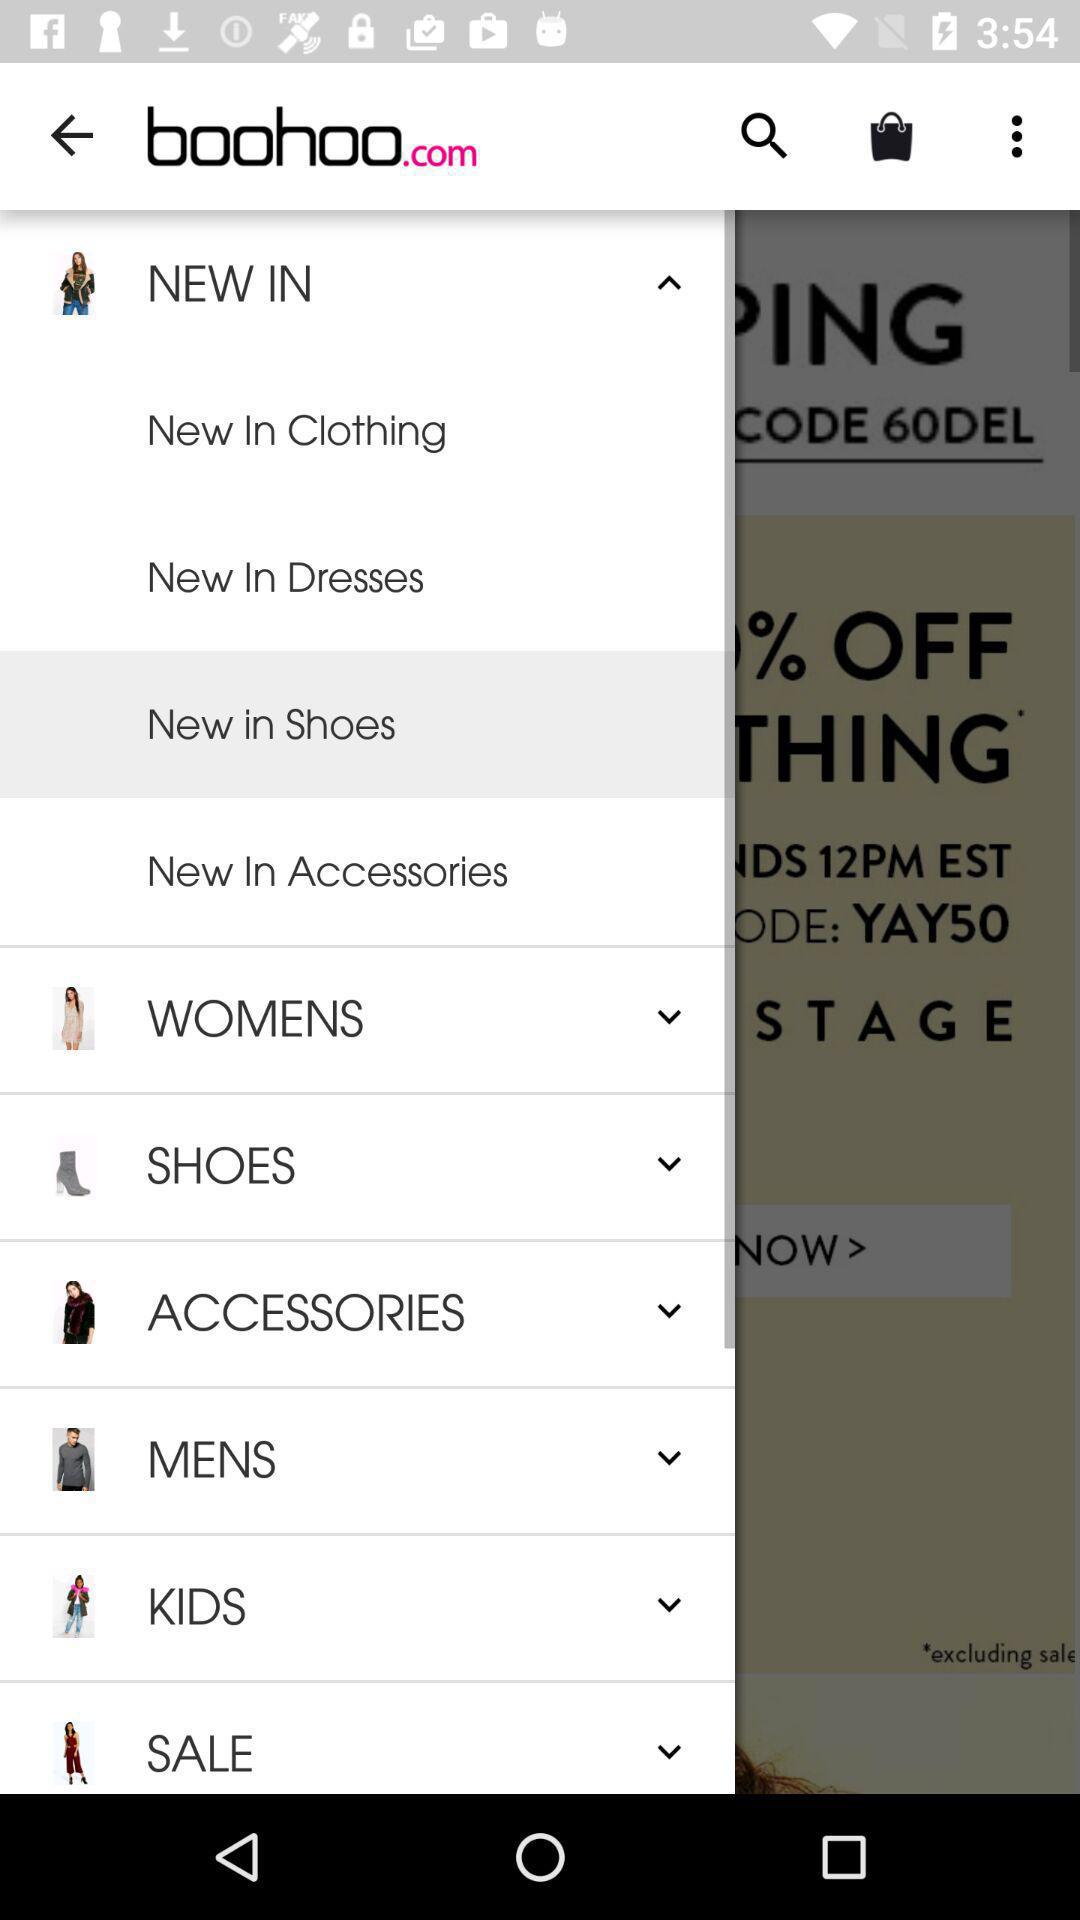 FAKE
3:54
boohoo.com
NEW IN
PING
New In Clothing
CODE 60DEL
New In Dresses
% OFF
New in Shoes
THING*
New In Accessories
NDS 12PM EST
ODE: YAY50
WOMENS
STAGE
SHOES
NOW >
ACCESSORIES
MENS
KIDS
*excluding sale
SALE